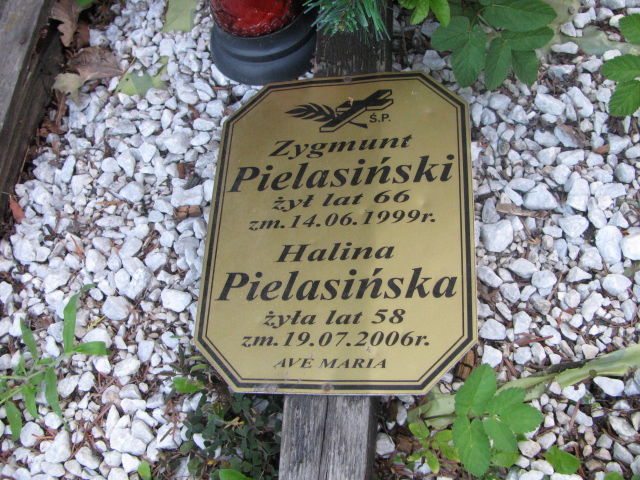 Ś.P.
Zygmunt
Pielasiński
żył lat 66
zm.14.06.1999r.
Halina
Pielasińska
żyła lat 58
zm.19.07.2006r.
AVE MARIA